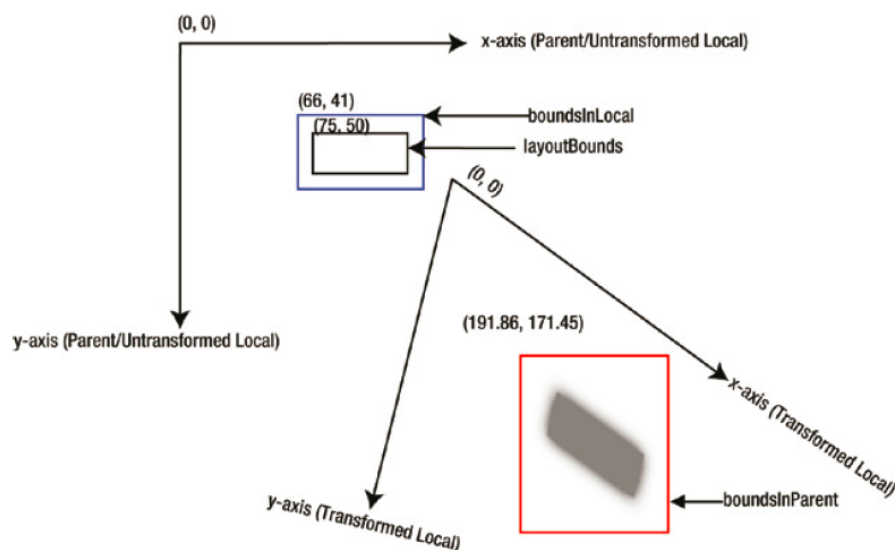 (0, 0)
x-axis (Parent/Untransformed Local)
(66, 41)
boundsInLocal
(75, 50)
layoutBounds
(0, 0)
y-axis (Parent/Untransformed Local)
(191.86, 171.45)
x-axis (Transformed Local)
y-axis (Transformed Local)
boundsInParent